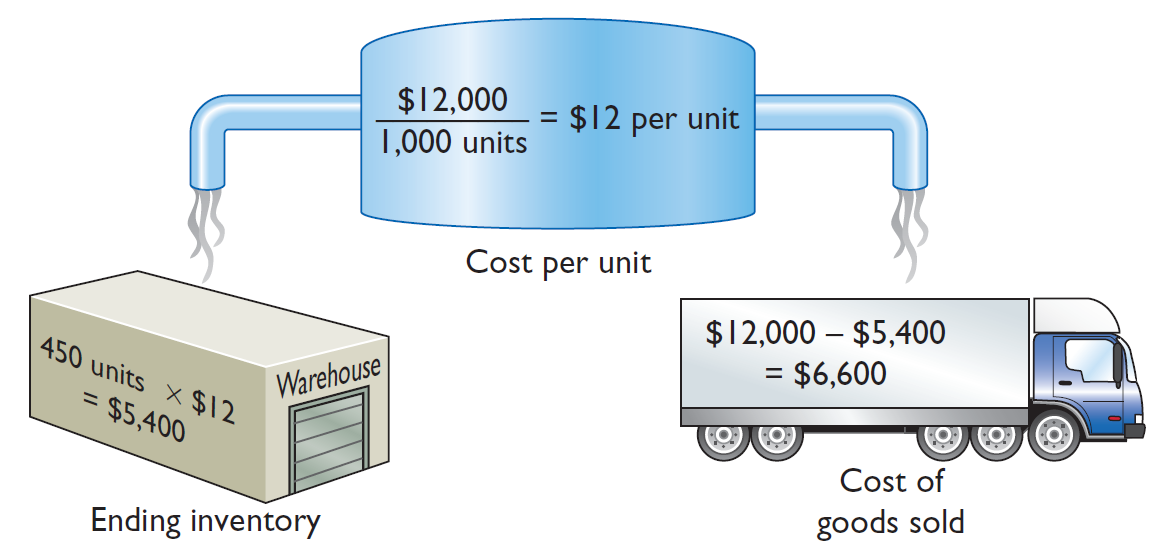 $12,000
1,000 units
= $12 per unit
Cost per unit
450 units × $12
= $5,400
Warehouse
Ending inventory
$12,000 – $5,400
= $6,600
Cost of
goods sold